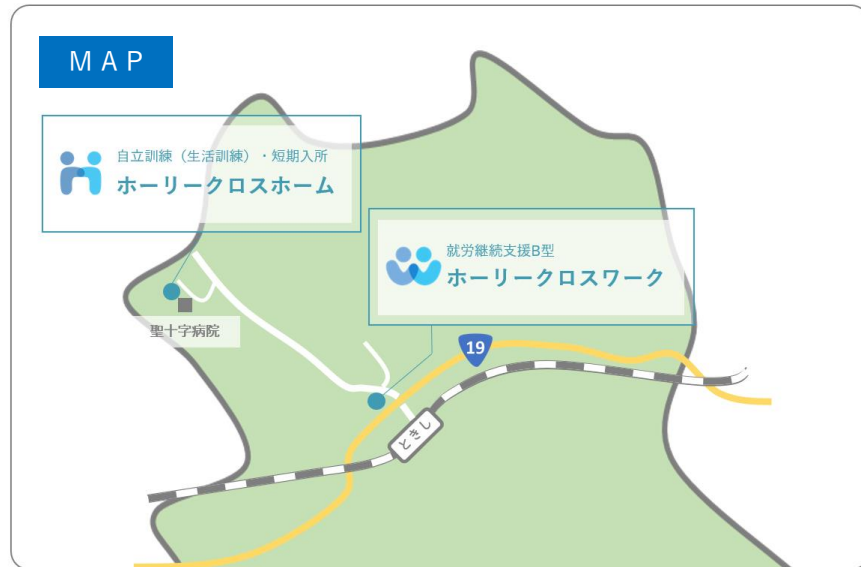 MAP
自立訓練（生活訓練）・短期入所
ホーリークロスホーム
就労継続支援B型
ホーリークロスワーク
聖十字病院
19
ときし